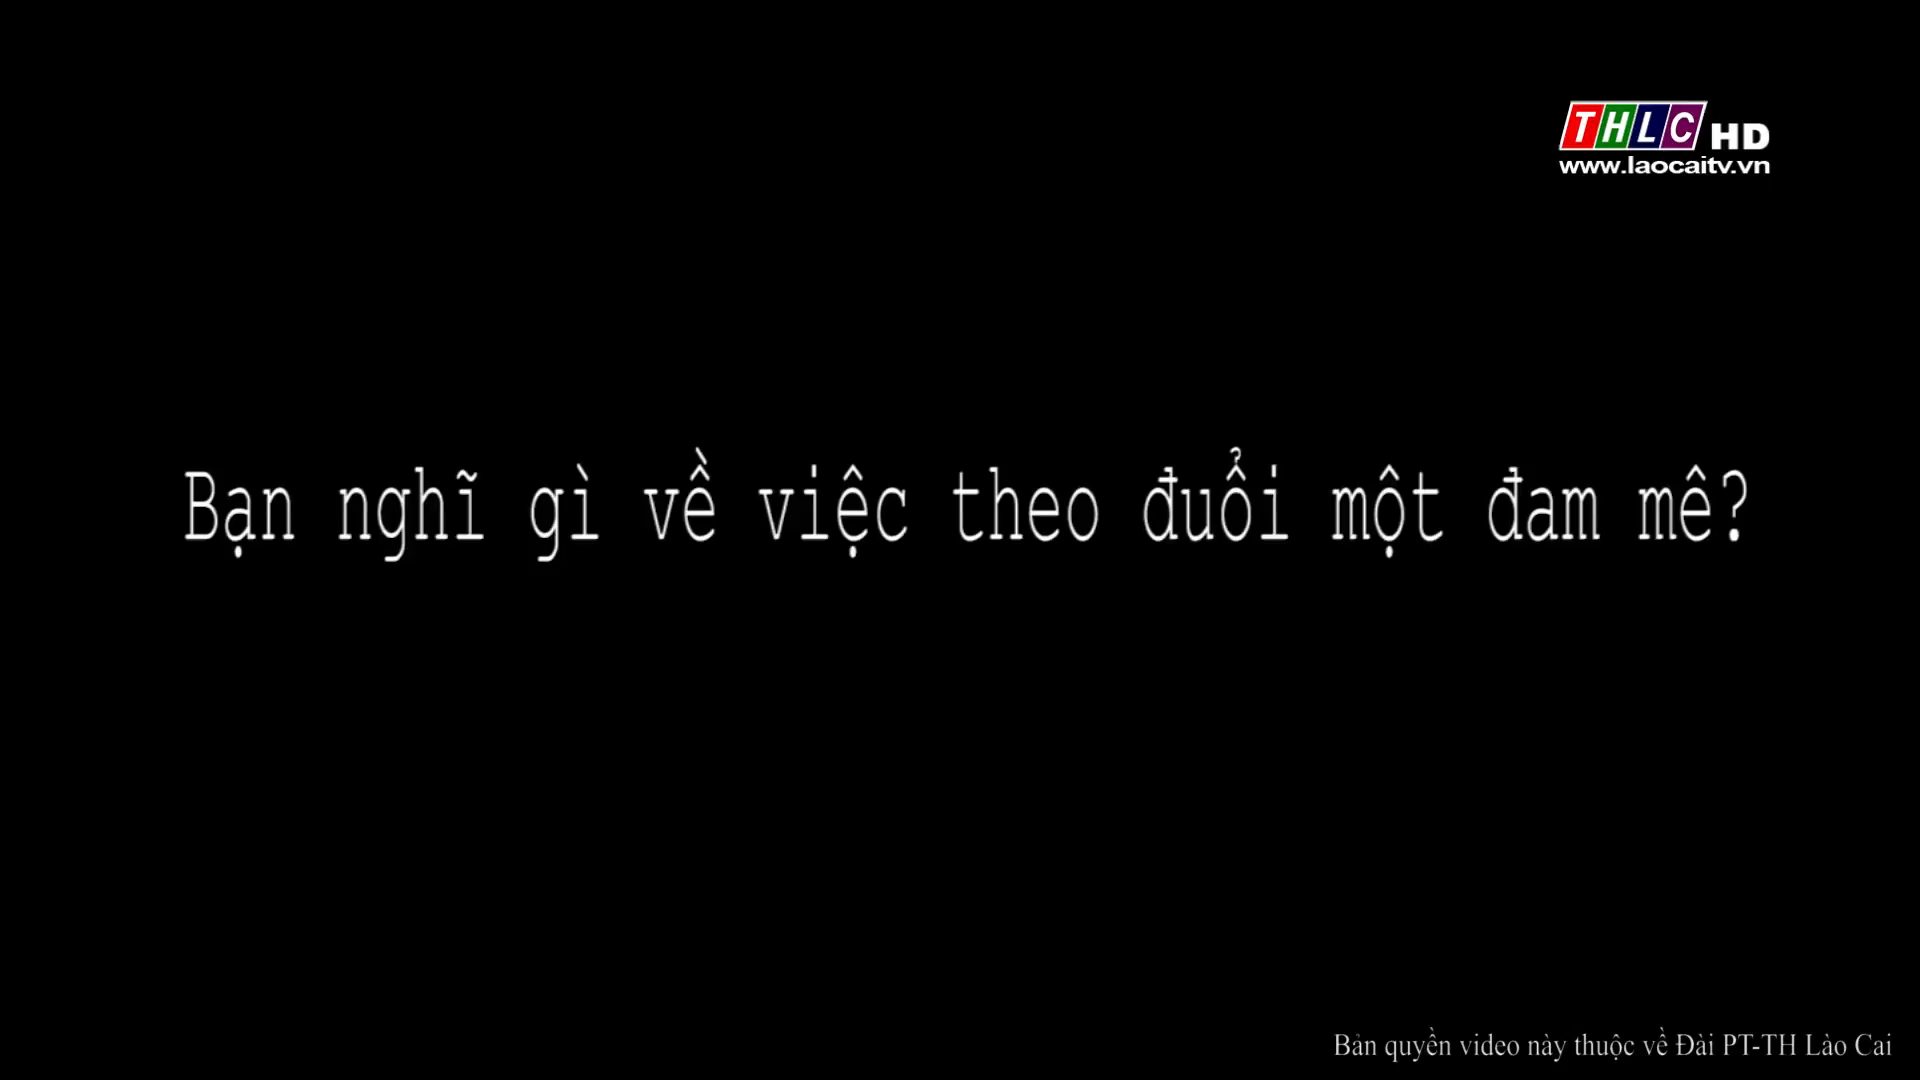 THLC HD
www.laocaitv.vn
Bạn nghĩ gì về việc theo đuổi một đam mê?
Bản quyền video này thuộc về Đài PT-TH Lào Cai